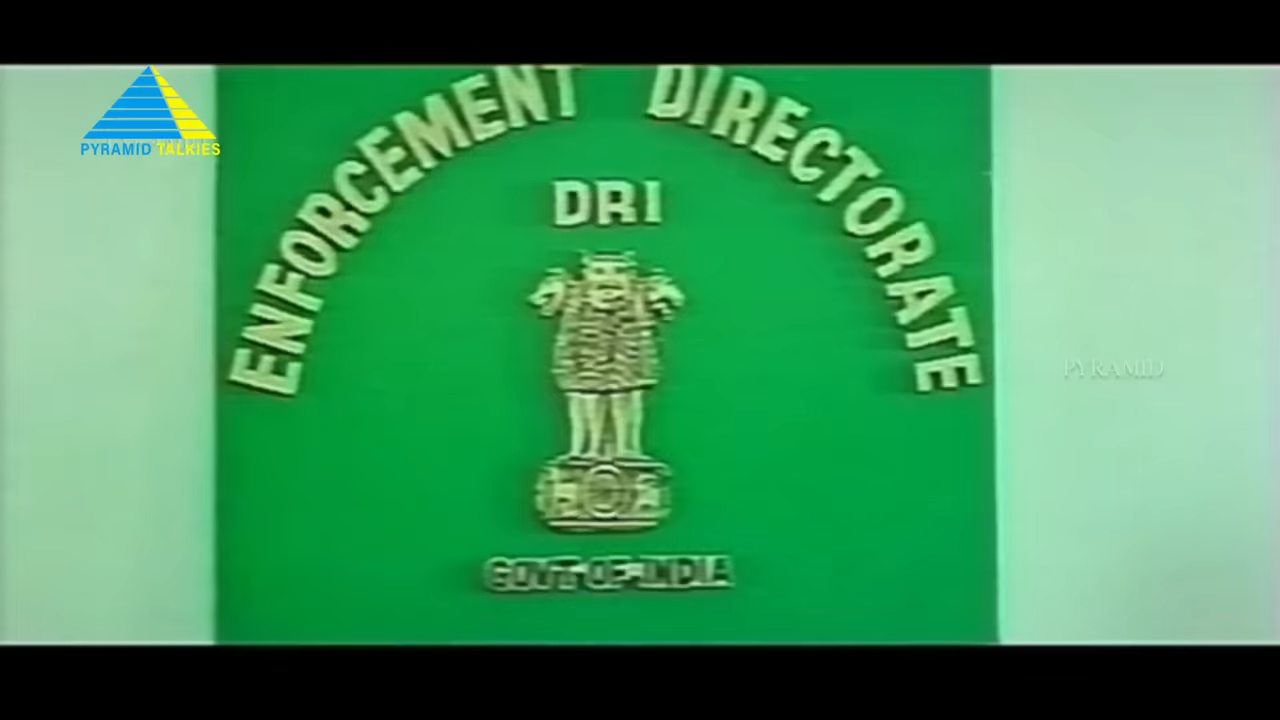 PYRAMID TALKIES
ENFORCEMENT DIRECTORATE
DRI
PYRAMID
GOVT OF INDIA